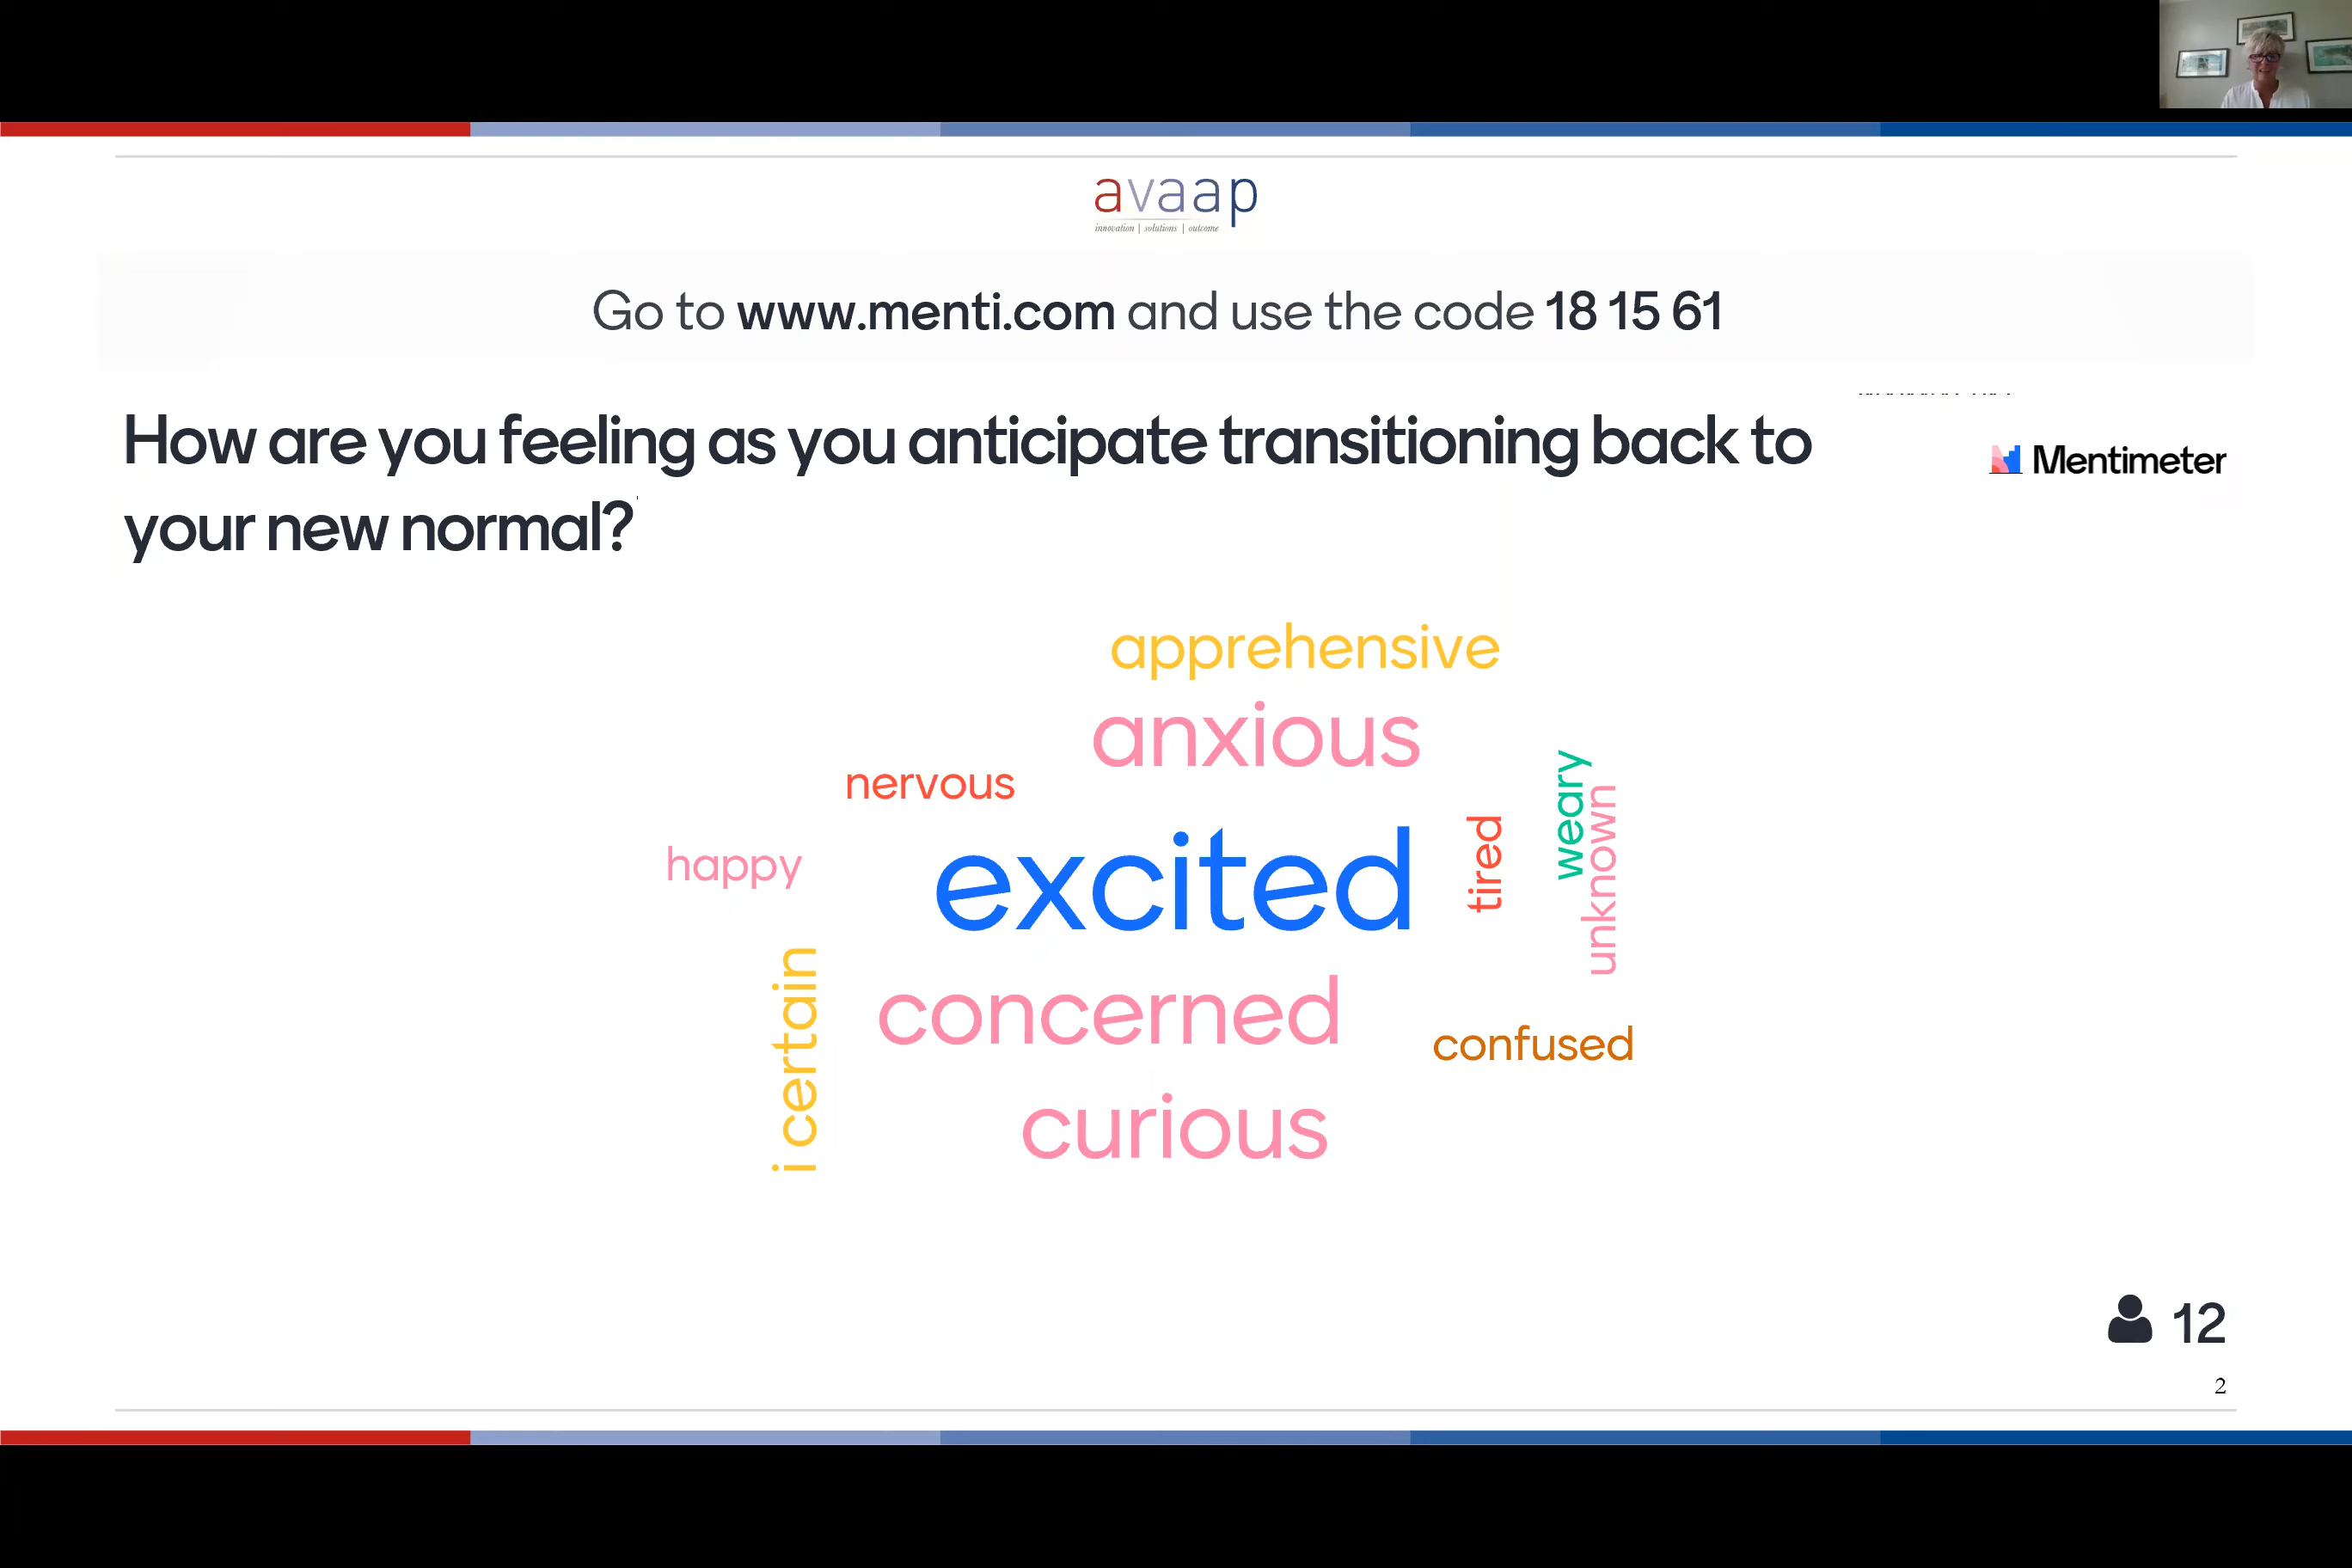 avaap
innovation | solutions | outcome
Go to www.menti.com and use the code 18 15 61
How are you feeling as you anticipate transitioning back to
your new normal?
Mentimeter
apprehensive
anxious
nervous
weary
unknown
tired
happy
excited
i certain
concerned
confused
curious
12
2